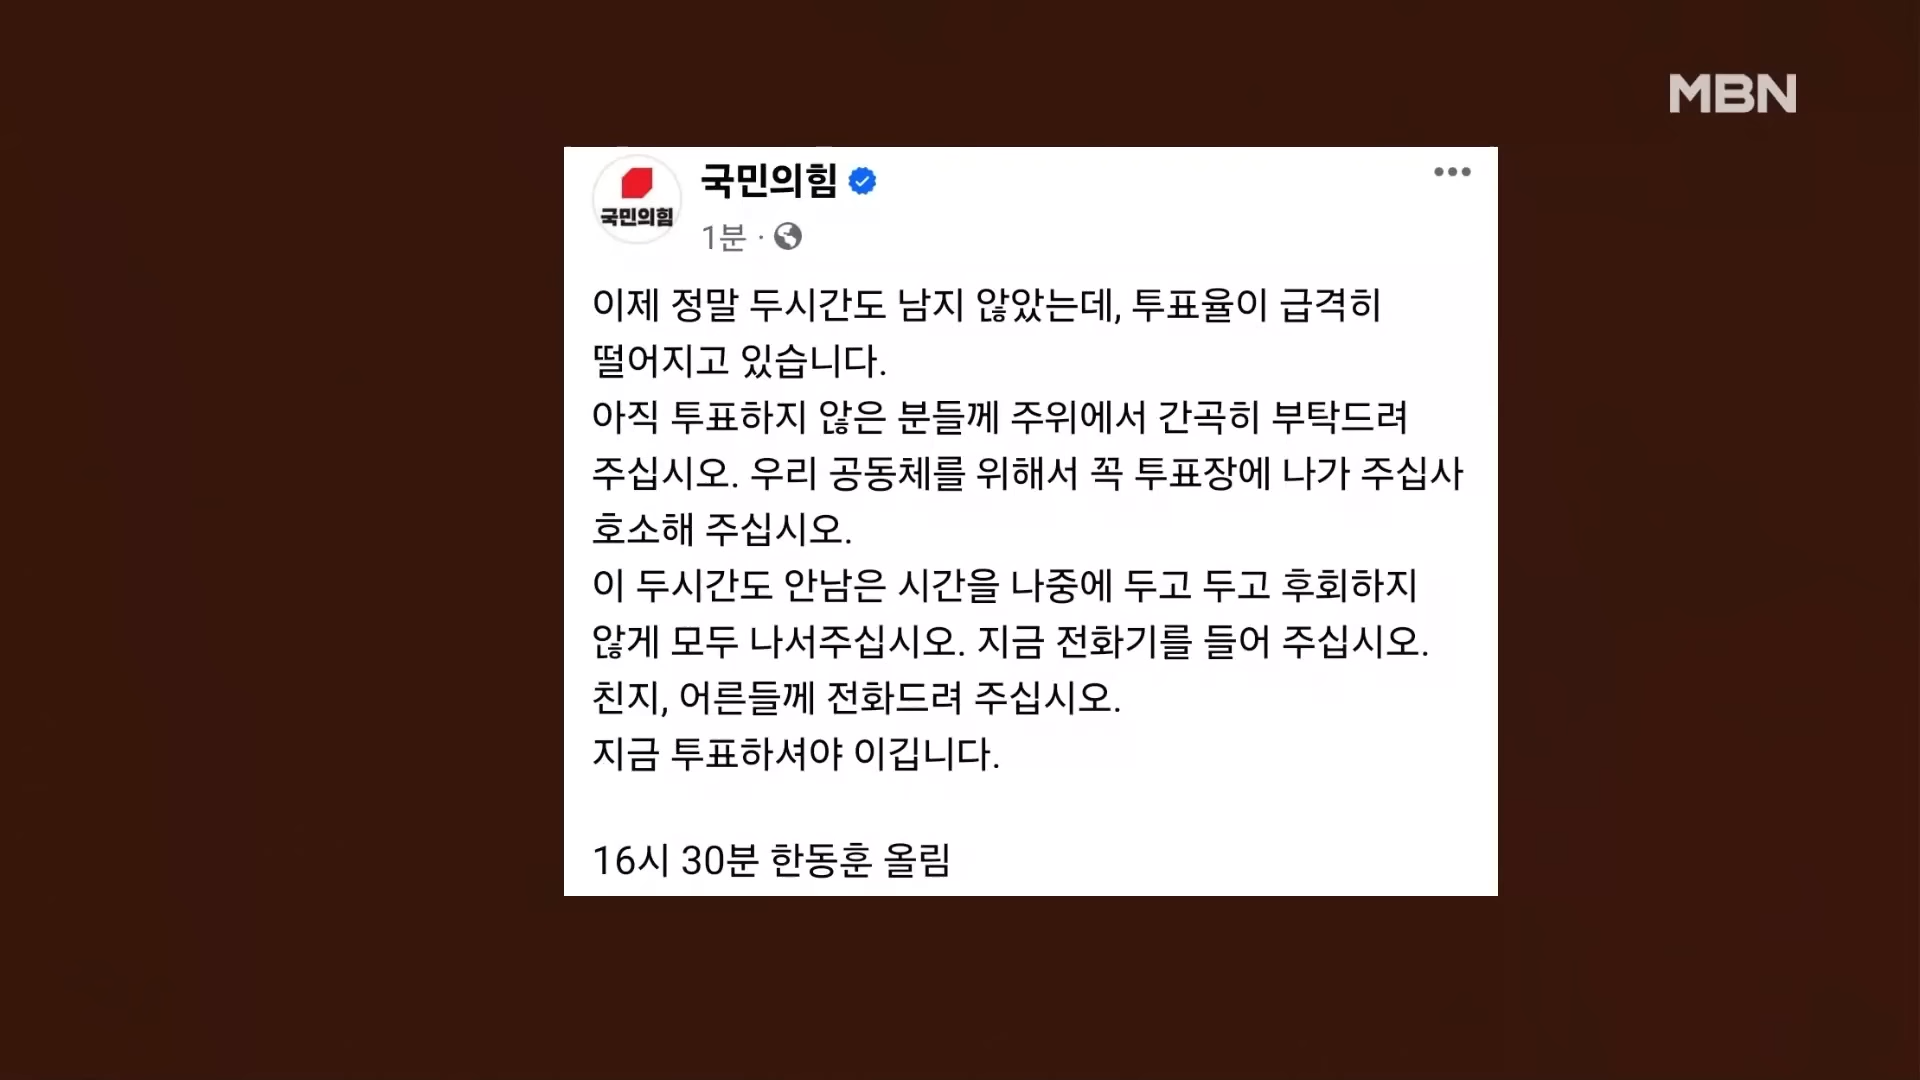 MBN
국민의힘
국민의힘
1분 ·
이제 정말 두시간도 남지 않았는데, 투표율이 급격히
떨어지고 있습니다.
아직 투표하지 않은 분들께 주위에서 간곡히 부탁드려
주십시오. 우리 공동체를 위해서 꼭 투표장에 나가 주십사
호소해 주십시오.
이 두시간도 안남은 시간을 나중에 두고 두고 후회하지
않게 모두 나서주십시오. 지금 전화기를 들어 주십시오.
친지, 어른들께 전화드려 주십시오.
지금 투표하셔야 이깁니다.
16시 30분 한동훈 올림